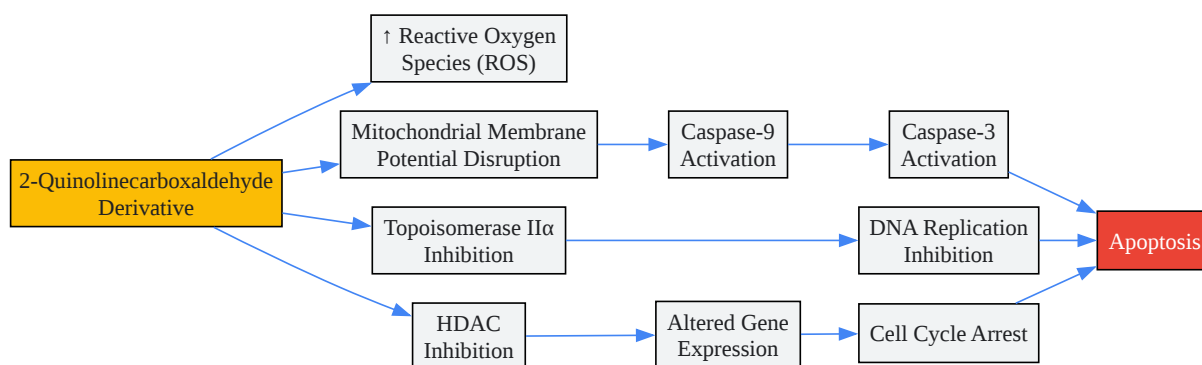 ↑ Reactive Oxygen
Species (ROS)
Mitochondrial Membrane
Potential Disruption
Caspase-9
Activation
Caspase-3
Activation
2-Quinolinecarboxaldehyde
Derivative
Topoisomerase IIα
Inhibition
DNA Replication
Inhibition
Apoptosis
HDAC
Inhibition
Altered Gene
Expression
Cell Cycle Arrest